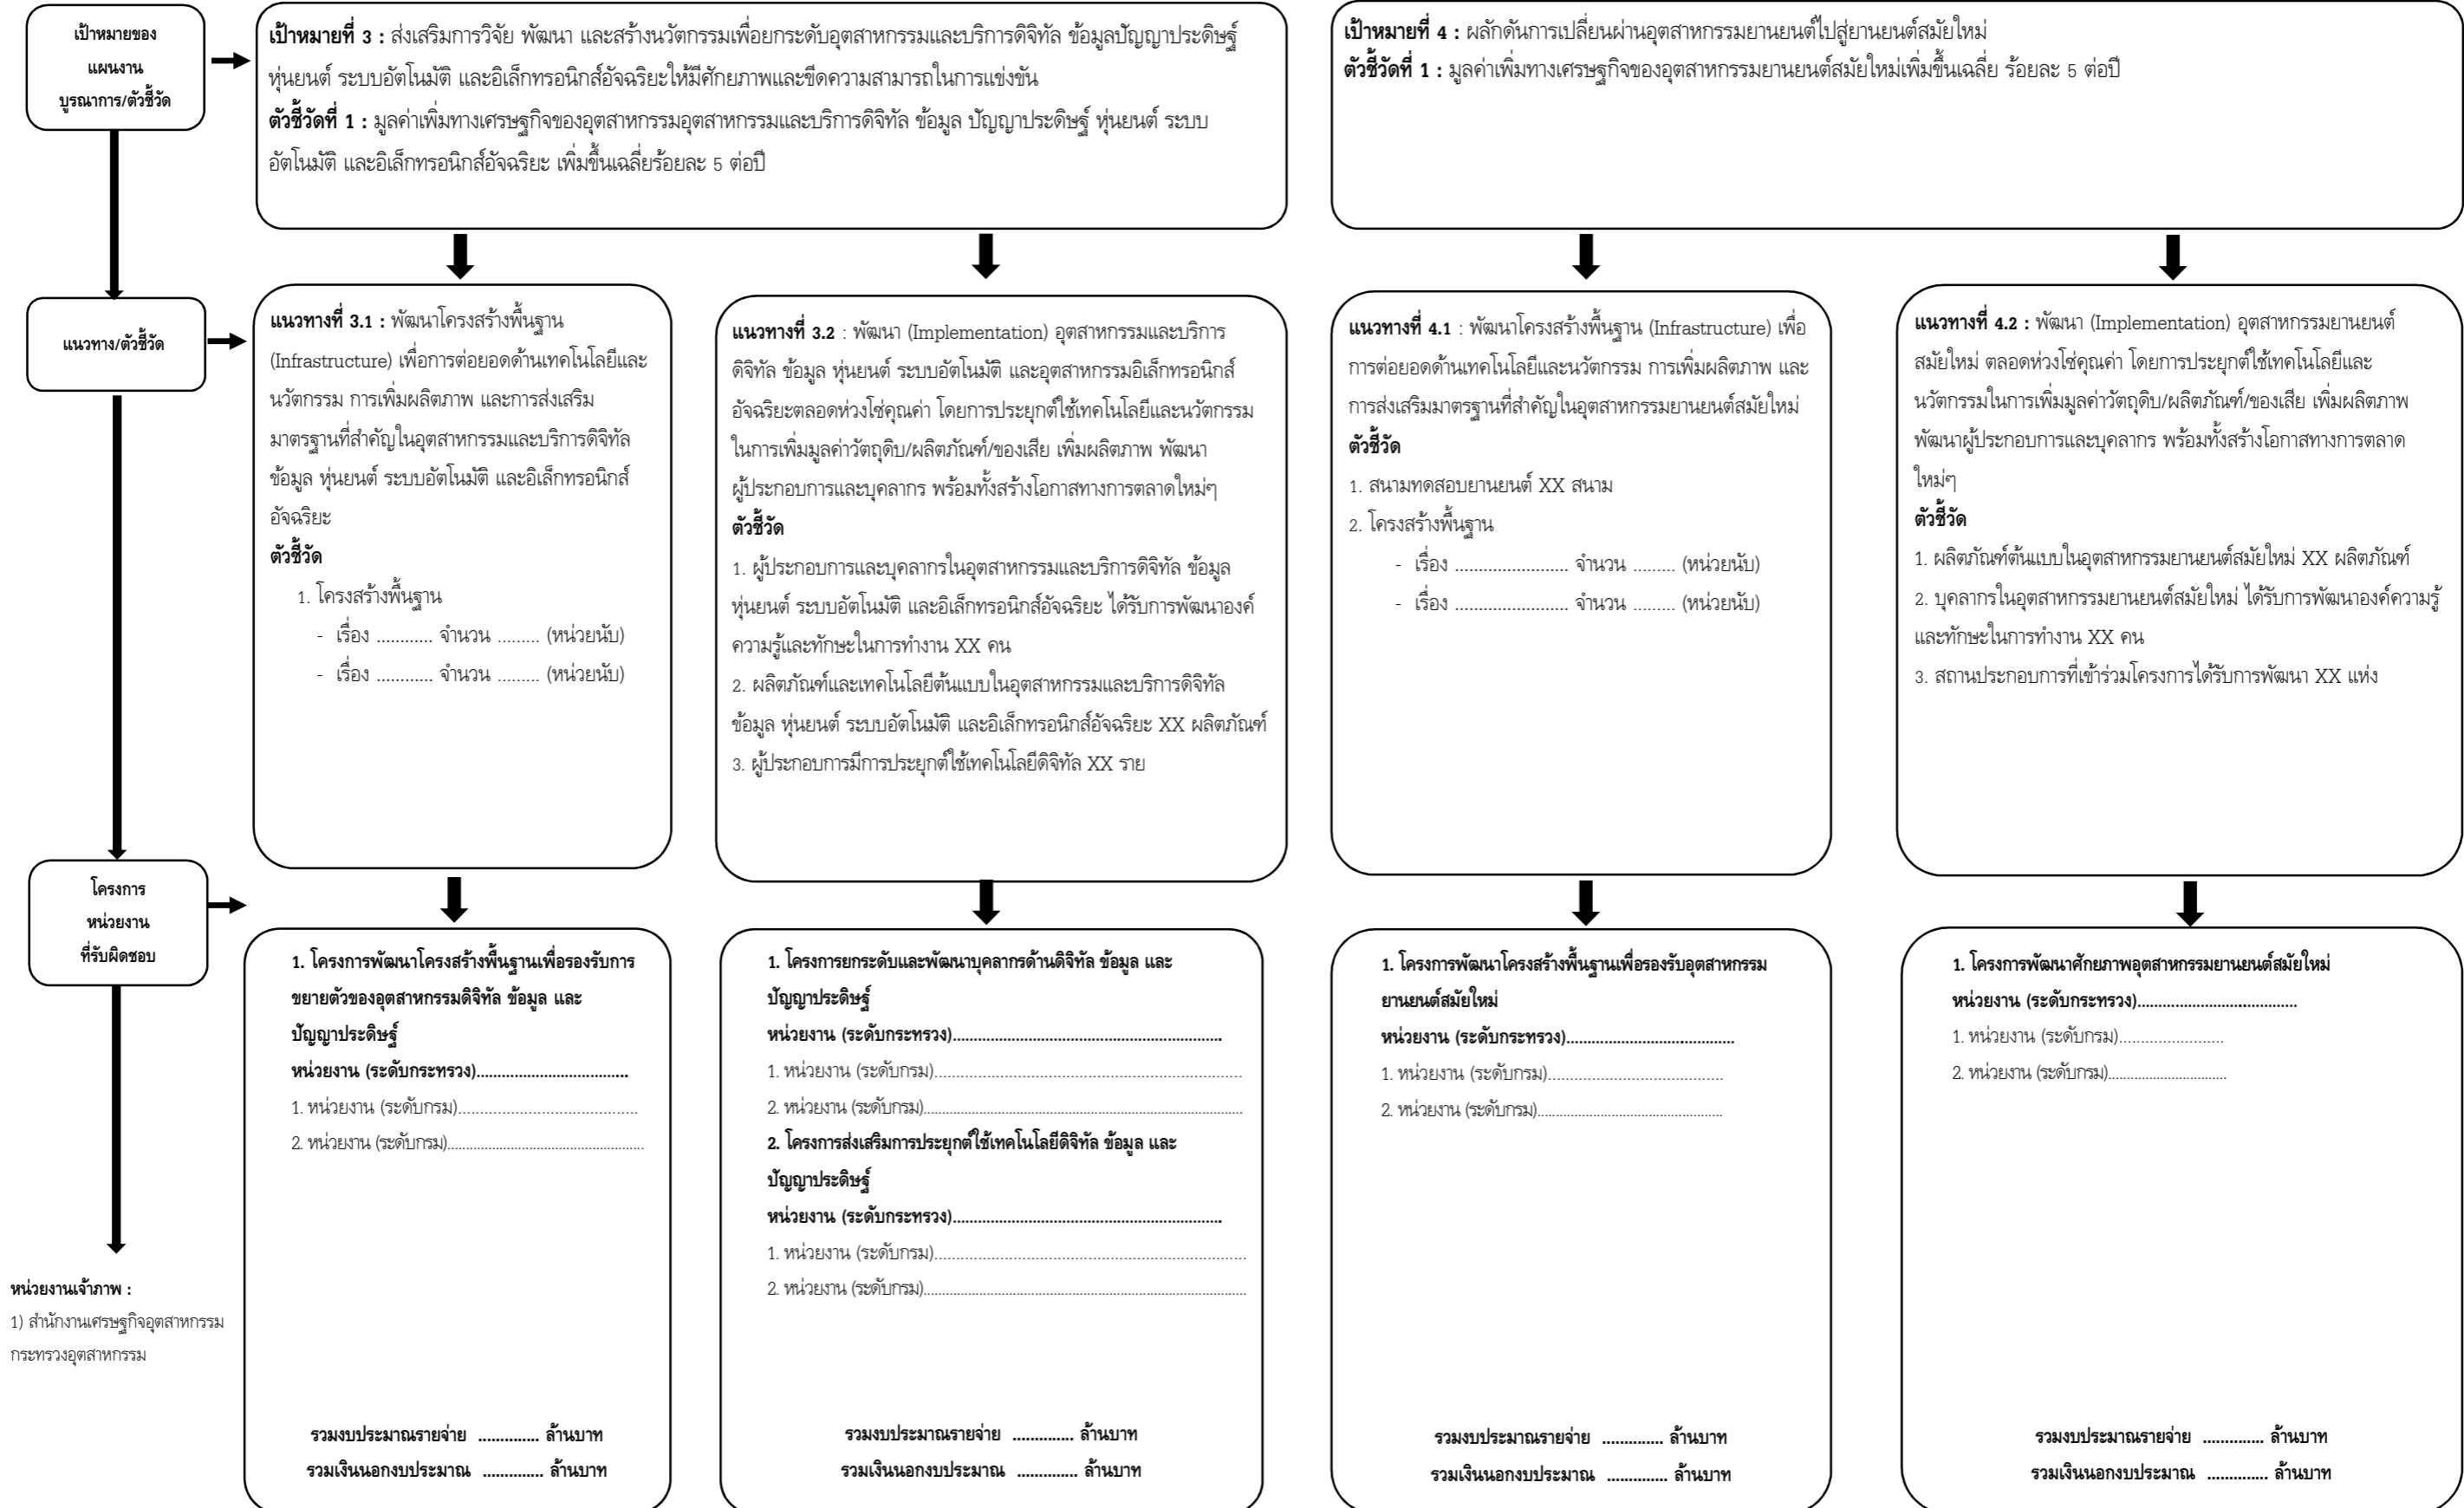 เป้าหมายของ
แผนงาน
บูรณาการ/ตัวชี้วัด
เป้าหมายที่ 3 : ส่งเสริมการวิจัย พัฒนา และสร้างนวัตกรรมเพื่อยกระดับอุตสาหกรรมและบริการดิจิทัล ข้อมูลปัญญาประดิษฐ์
หุ่นยนต์ ระบบอัตโนมัติ และอิเล็กทรอนิกส์อัจฉริยะให้มีศักยภาพและขีดความสามารถในการแข่งขัน
ตัวชี้วัดที่ 1 : มูลค่าเพิ่มทางเศรษฐกิจของอุตสาหกรรมอุตสาหกรรมและบริการดิจิทัล ข้อมูล ปัญญาประดิษฐ์ หุ่นยนต์ ระบบ
อัตโนมัติ และอิเล็กทรอนิกส์อัจฉริยะ เพิ่มขึ้นเฉลี่ยร้อยละ 5 ต่อปี
เป้าหมายที่ 4 : ผลักดันการเปลี่ยนผ่านอุตสาหกรรมยานยนต์ไปสู่ยานยนต์สมัยใหม่
ตัวชี้วัดที่ 1 : มูลค่าเพิ่มทางเศรษฐกิจของอุตสาหกรรมยานยนต์สมัยใหม่เพิ่มขึ้นเฉลี่ย ร้อยละ 5 ต่อปี
แนวทาง/ตัวชี้วัด
แนวทางที่ 3.1 : พัฒนาโครงสร้างพื้นฐาน
(Infrastructure) เพื่อการต่อยอดด้านเทคโนโลยีและ
นวัตกรรม การเพิ่มผลิตภาพ และการส่งเสริม
มาตรฐานที่สำคัญในอุตสาหกรรมและบริการดิจิทัล
ข้อมูล หุ่นยนต์ ระบบอัตโนมัติ และอิเล็กทรอนิกส์
อัจฉริยะ
ตัวชี้วัด
1. โครงสร้างพื้นฐาน
- เรื่อง ............ จำนวน ......... (หน่วยนับ)
- เรื่อง ............ จำนวน ......... (หน่วยนับ)
แนวทางที่ 3.2 : พัฒนา (Implementation) อุตสาหกรรมและบริการ
ดิจิทัล ข้อมูล หุ่นยนต์ ระบบอัตโนมัติ และอุตสาหกรรมอิเล็กทรอนิกส์
อัจฉริยะตลอดห่วงโซ่คุณค่า โดยการประยุกต์ใช้เทคโนโลยีและนวัตกรรม
ในการเพิ่มมูลค่าวัตถุดิบ/ผลิตภัณฑ์/ของเสีย เพิ่มผลิตภาพ พัฒนา
ผู้ประกอบการและบุคลากร พร้อมทั้งสร้างโอกาสทางการตลาดใหม่ๆ
ตัวชี้วัด
1. ผู้ประกอบการและบุคลากรในอุตสาหกรรมและบริการดิจิทัล ข้อมูล
หุ่นยนต์ ระบบอัตโนมัติ และอิเล็กทรอนิกส์อัจฉริยะ ได้รับการพัฒนาองค์
ความรู้และทักษะในการทำงาน XX คน
2. ผลิตภัณฑ์และเทคโนโลยีต้นแบบในอุตสาหกรรมและบริการดิจิทัล
ข้อมูล หุ่นยนต์ ระบบอัตโนมัติ และอิเล็กทรอนิกส์อัจฉริยะ XX ผลิตภัณฑ์
3. ผู้ประกอบการมีการประยุกต์ใช้เทคโนโลยีดิจิทัล XX ราย
แนวทางที่ 4.1 : พัฒนาโครงสร้างพื้นฐาน (Infrastructure) เพื่อ
การต่อยอดด้านเทคโนโลยีและนวัตกรรม การเพิ่มผลิตภาพ และ
การส่งเสริมมาตรฐานที่สำคัญในอุตสาหกรรมยานยนต์สมัยใหม่
ตัวชี้วัด
1. สนามทดสอบยานยนต์ XX สนาม
2. โครงสร้างพื้นฐาน
- เรื่อง ........................ จำนวน ......... (หน่วยนับ)
- เรื่อง ........................ จำนวน ......... (หน่วยนับ)
แนวทางที่ 4.2 : พัฒนา (Implementation) อุตสาหกรรมยานยนต์
สมัยใหม่ ตลอดห่วงโซ่คุณค่า โดยการประยุกต์ใช้เทคโนโลยีและ
นวัตกรรมในการเพิ่มมูลค่าวัตถุดิบ/ผลิตภัณฑ์/ของเสีย เพิ่มผลิตภาพ
พัฒนาผู้ประกอบการและบุคลากร พร้อมทั้งสร้างโอกาสทางการตลาด
ใหม่ๆ
ตัวชี้วัด
1. ผลิตภัณฑ์ต้นแบบในอุตสาหกรรมยานยนต์สมัยใหม่ XX ผลิตภัณฑ์
2. บุคลากรในอุตสาหกรรมยานยนต์สมัยใหม่ ได้รับการพัฒนาองค์ความรู้
และทักษะในการทำงาน XX คน
3. สถานประกอบการที่เข้าร่วมโครงการได้รับการพัฒนา XX แห่ง
โครงการ
หน่วยงาน
ที่รับผิดชอบ
1. โครงการพัฒนาโครงสร้างพื้นฐานเพื่อรองรับการ
ขยายตัวของอุตสาหกรรมดิจิทัล ข้อมูล และ
ปัญญาประดิษฐ์
หน่วยงาน (ระดับกระทรวง)....................................
1. หน่วยงาน (ระดับกรม).........................................
2. หน่วยงาน (ระดับกรม).....................................................
รวมงบประมาณรายจ่าย .............. ล้านบาท
รวมเงินนอกงบประมาณ .............. ล้านบาท
1. โครงการยกระดับและพัฒนาบุคลากรด้านดิจิทัล ข้อมูล และ
ปัญญาประดิษฐ์
หน่วยงาน (ระดับกระทรวง)................................................................
1. หน่วยงาน (ระดับกรม)......................................................................
2. หน่วยงาน (ระดับกรม)......................................................................................
2. โครงการส่งเสริมการประยุกต์ใช้เทคโนโลยีดิจิทัล ข้อมูล และ
ปัญญาประดิษฐ์
หน่วยงาน (ระดับกระทรวง)................................................................
1. หน่วยงาน (ระดับกรม).......................................................................
2. หน่วยงาน (ระดับกรม).......................................................................................
รวมงบประมาณรายจ่าย .............. ล้านบาท
รวมเงินนอกงบประมาณ .............. ล้านบาท
1. โครงการพัฒนาโครงสร้างพื้นฐานเพื่อรองรับอุตสาหกรรม
ยานยนต์สมัยใหม่
หน่วยงาน (ระดับกระทรวง)........................................
1. หน่วยงาน (ระดับกรม)........................................
2. หน่วยงาน (ระดับกรม)..................................................
รวมงบประมาณรายจ่าย .............. ล้านบาท
รวมเงินนอกงบประมาณ .............. ล้านบาท
1. โครงการพัฒนาศักยภาพอุตสาหกรรมยานยนต์สมัยใหม่
หน่วยงาน (ระดับกระทรวง)......................................
1. หน่วยงาน (ระดับกรม)........................
2. หน่วยงาน (ระดับกรม)................................
รวมงบประมาณรายจ่าย .............. ล้านบาท
รวมเงินนอกงบประมาณ .............. ล้านบาท
หน่วยงานเจ้าภาพ :
1) สำนักงานเศรษฐกิจอุตสาหกรรม
กระทรวงอุตสาหกรรม